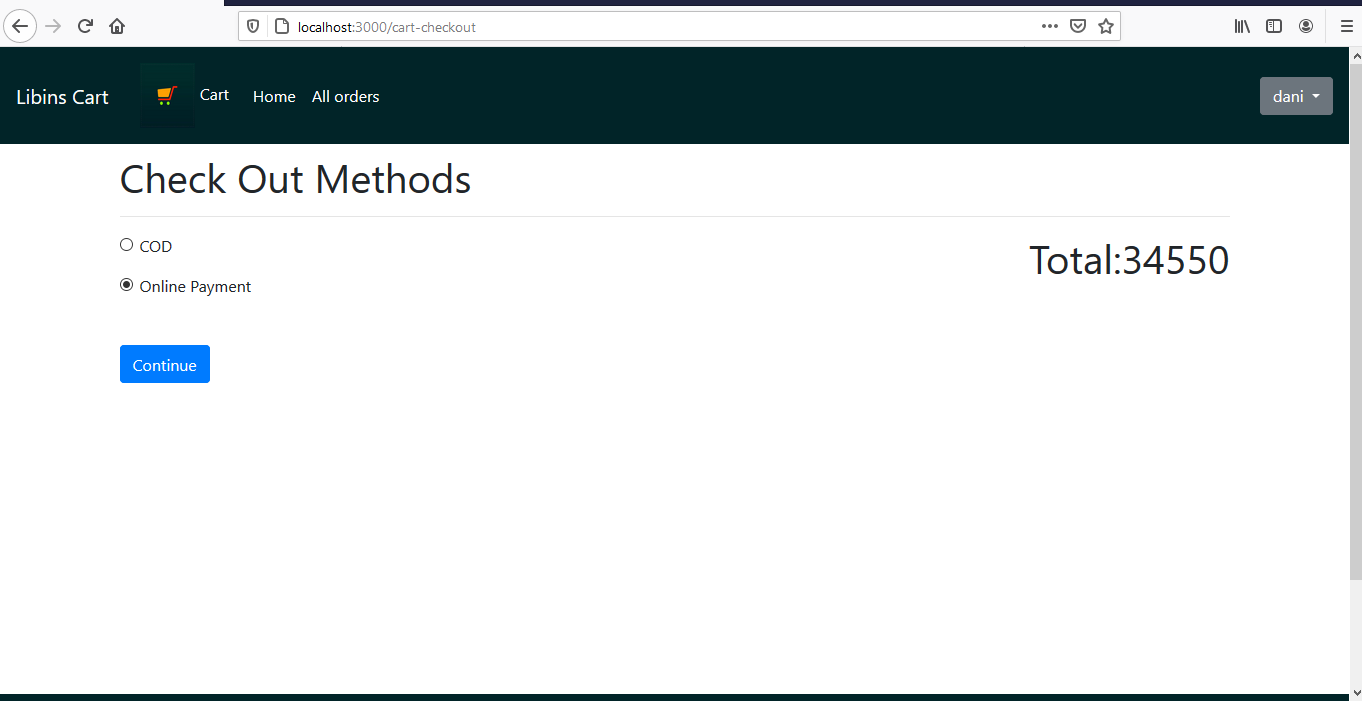 localhost:3000/cart-checkout
Libins Cart
Cart
Home
All orders
dani
Check Out Methods
COD
Online Payment
Total:34550
Continue